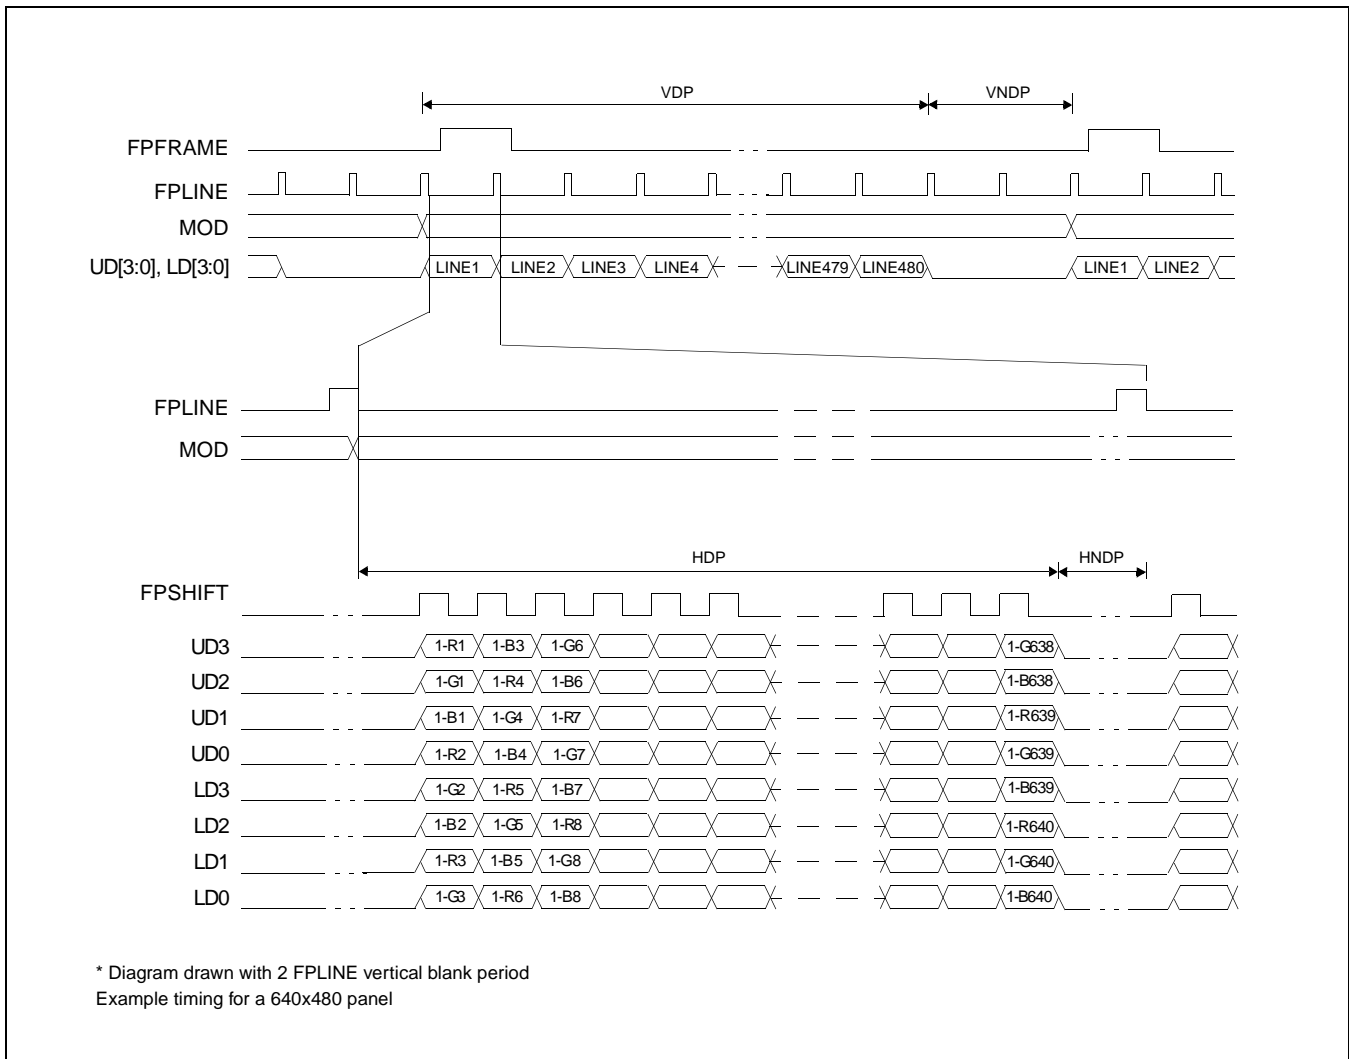 VDP VNDP
FPFRAME
FPLINE
MOD
UD[3:0], LD[3:0] LINE1 LINE2 LINE3 LINE4 LINE479 LINE480 LINE1 LINE2
FPLINE
MOD
HDP HNDP
FPSHIFT
UD3 1-R1 1-B3 1-G6 1-G638
UD2 1-G1 1-R4 1-B6 1-B638
UD1 1-B1 1-G4 1-R7 1-R639
UD0 1-R2 1-B4 1-G7 1-G639
LD3 1-G2 1-R5 1-B7 1-B639
LD2 1-B2 1-G5 1-R8 1-R640
LD1 1-R3 1-B5 1-G8 1-G640
LD0 1-G3 1-R6 1-B8 1-B640
* Diagram drawn with 2 FPLINE vertical blank period
Example timing for a 640x480 panel